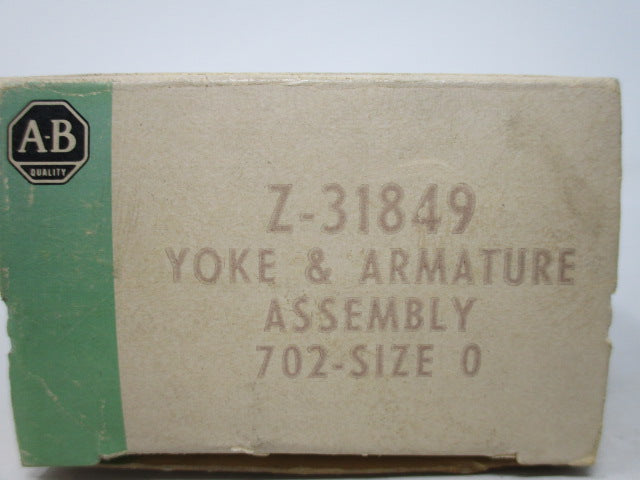 A-B
QUALITY
Z-31849
YOKE & ARMATURE
ASSEMBLY
702-SIZE 0